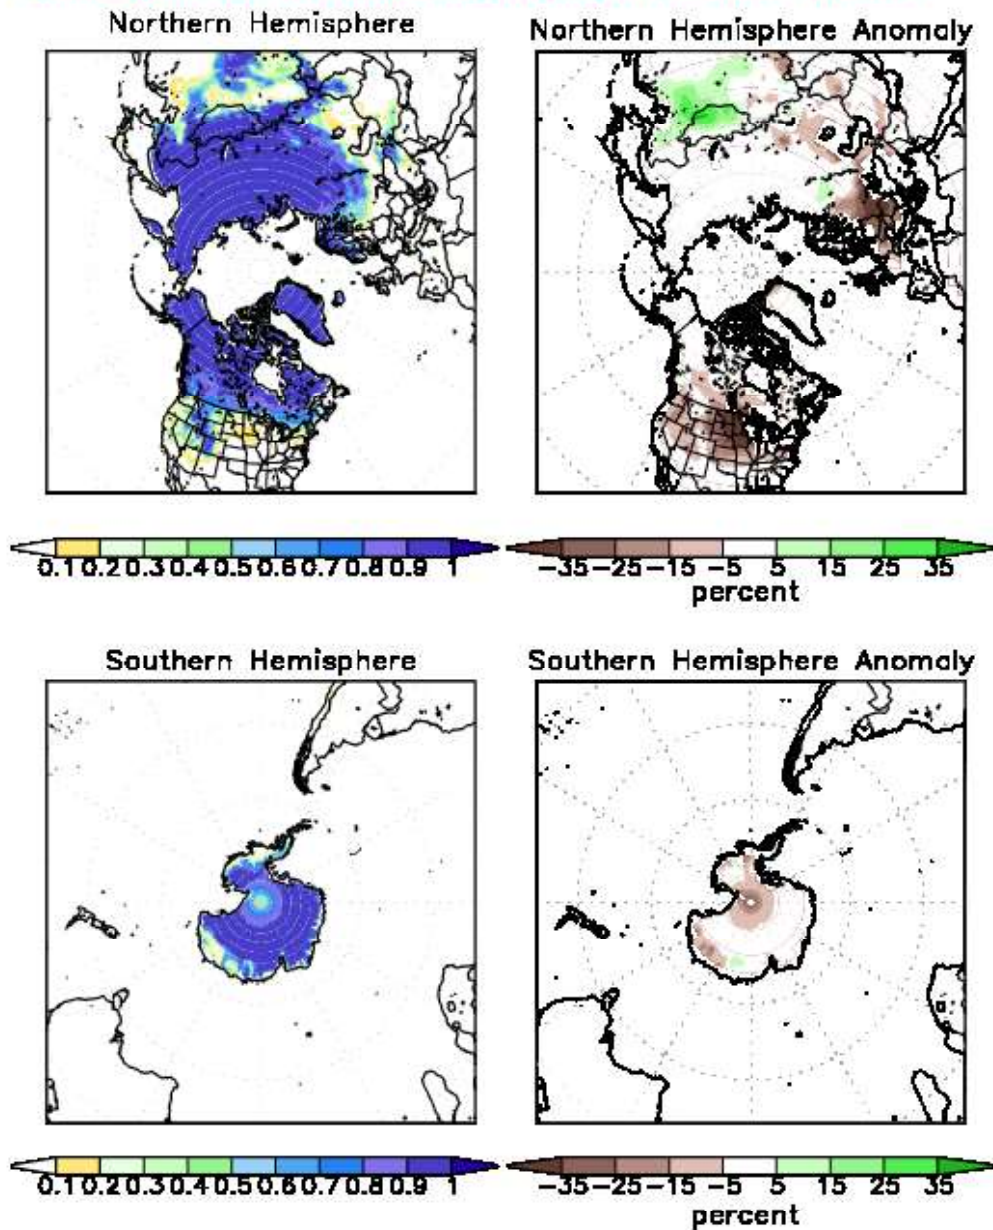 Northern Hemisphere
Northern Hemisphere Anomaly
0.1 0.2 0.3 0.4 0.5 0.6 0.7 0.8 0.9 1
-35 -25 -15 -5 5 15 25 35
percent
Southern Hemisphere
Southern Hemisphere Anomaly
0.1 0.2 0.3 0.4 0.5 0.6 0.7 0.8 0.9 1
-35 -25 -15 -5 5 15 25 35
percent